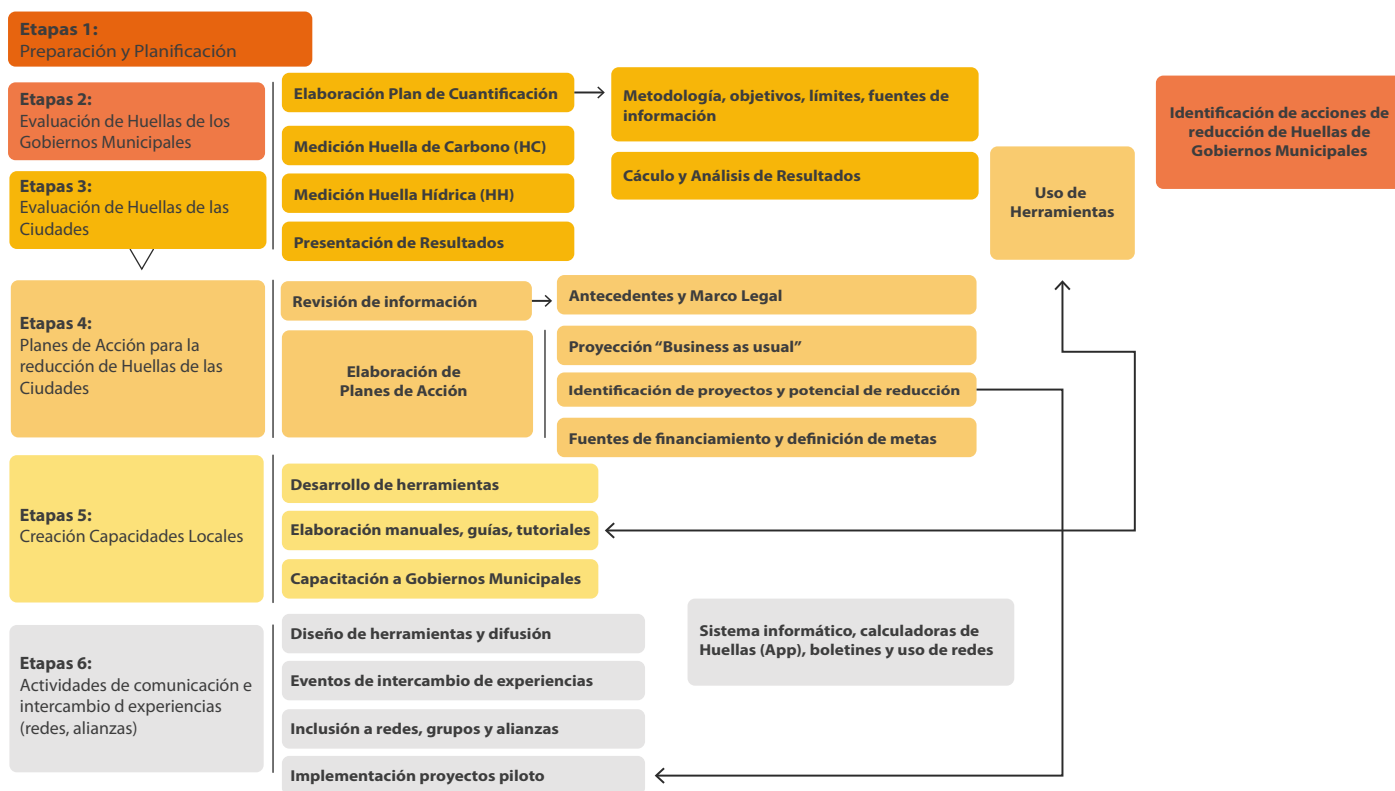 Etapas 1:
Preparación y Planificación
Etapas 2:
Evaluación de Huellas de los
Gobiernos Municipales
Etapas 3:
Evaluación de Huellas de las
Ciudades
Elaboración Plan de Cuantificación
Medición Huella de Carbono (HC)
Medición Huella Hídrica (HH)
Presentación de Resultados
Metodología, objetivos, límites, fuentes de
información
Cáculo y Análisis de Resultados
Uso de
Herramientas
Identificación de acciones de
reducción de Huellas de
Gobiernos Municipales
Etapas 4:
Planes de Acción para la
reducción de Huellas de las
Ciudades
Revisión de información
Elaboración de
Planes de Acción
Antecedentes y Marco Legal
Proyección “Business as usual”
Identificación de proyectos y potencial de reducción
Fuentes de financiamiento y definición de metas
Etapas 5:
Creación Capacidades Locales
Desarrollo de herramientas
Elaboración manuales, guías, tutoriales
Capacitación a Gobiernos Municipales
Etapas 6:
Actividades de comunicación e
intercambio d experiencias
(redes, alianzas)
Diseño de herramientas y difusión
Eventos de intercambio de experiencias
Inclusión a redes, grupos y alianzas
Implementación proyectos piloto
Sistema informático, calculadoras de
Huellas (App), boletines y uso de redes